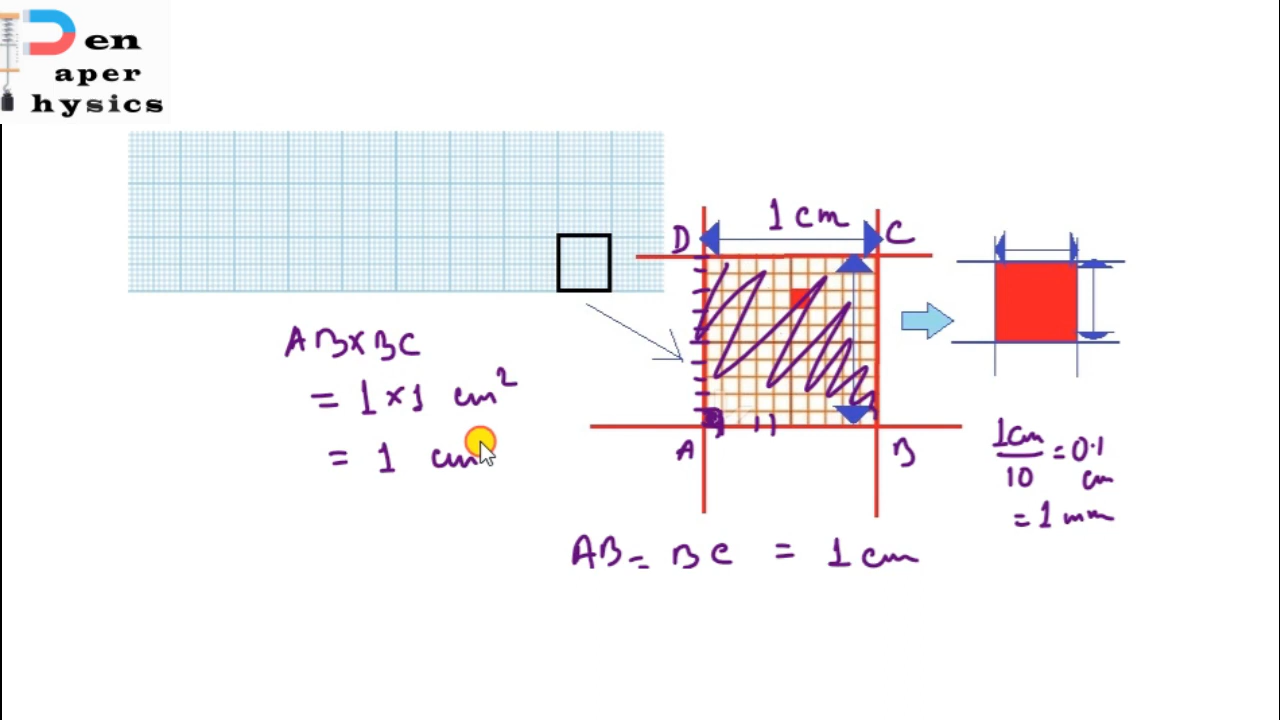 en
aper
hysics
1 cm
D
C
AB×BC
= 1×1 cm²
= 1 cm
A
B
1cm
10
= 0.1
cm
= 1 mm
AB = BC = 1 cm